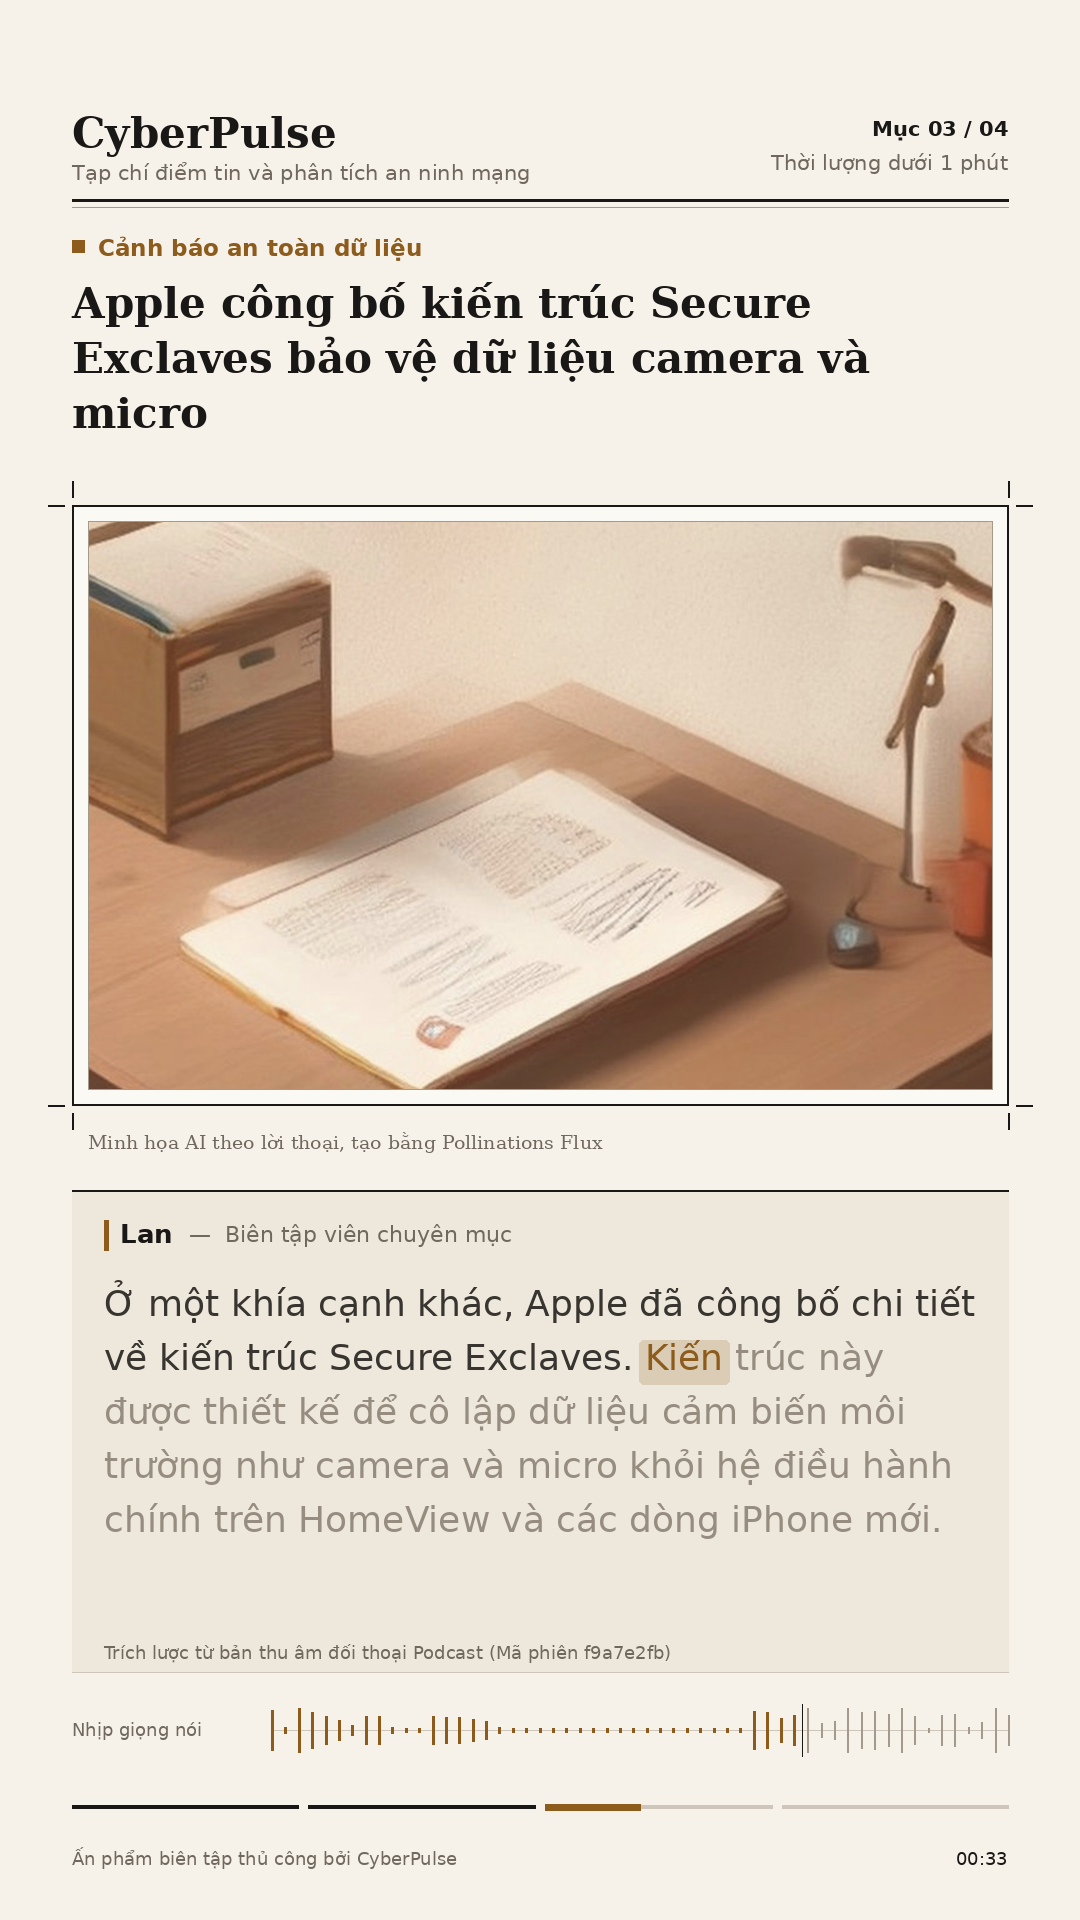 CyberPulse
Tạp chí điểm tin và phân tích an ninh mạng
Mục 03 / 04
Thời lượng dưới 1 phút
Cảnh báo an toàn dữ liệu
Apple công bố kiến trúc Secure
Exclaves bảo vệ dữ liệu camera và
micro
Minh họa AI theo lời thoại, tạo bằng Pollinations Flux
Lan — Biên tập viên chuyên mục
Ở một khía cạnh khác, Apple đã công bố chi tiết
về kiến trúc Secure Exclaves. Kiến trúc này
được thiết kế để cô lập dữ liệu cảm biến môi
trường như camera và micro khỏi hệ điều hành
chính trên HomeView và các dòng iPhone mới.
Trích lược từ bản thu âm đối thoại Podcast (Mã phiên f9a7e2fb)
Nhịp giọng nói
Ấn phẩm biên tập thủ công bởi CyberPulse
00:33